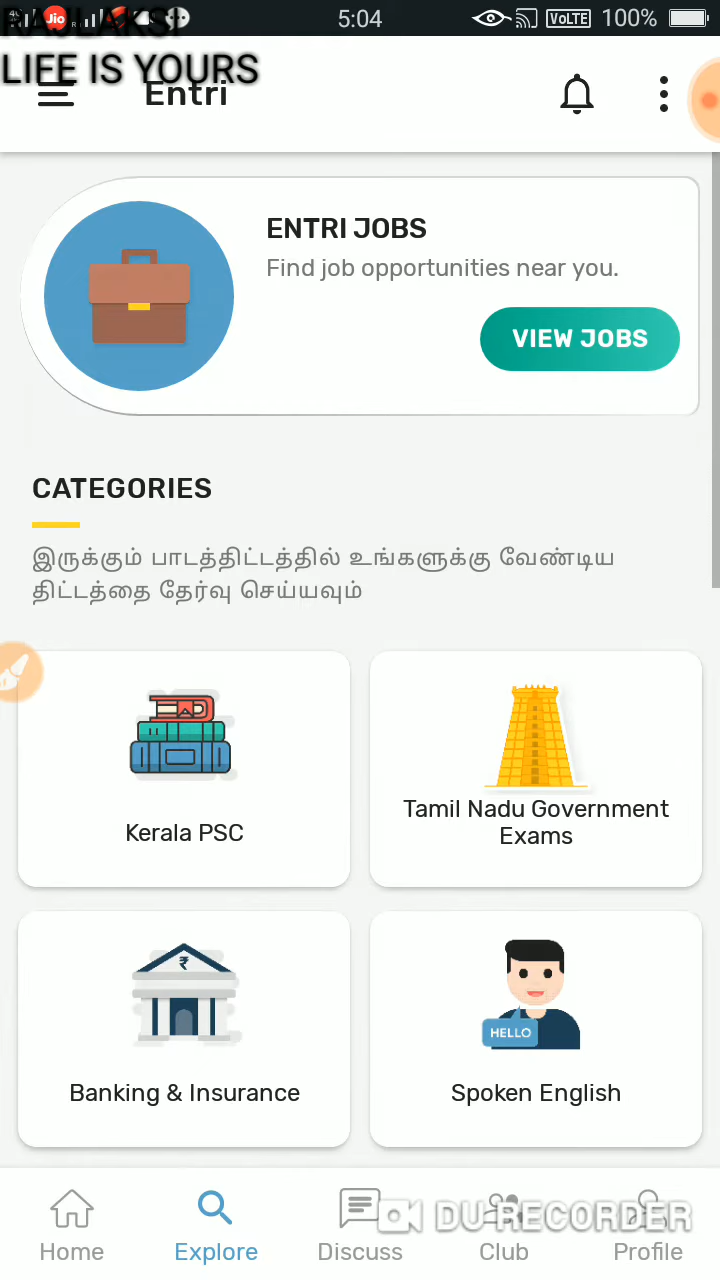 RAJLAKSI
LIFE IS YOURS
Jio
5:04
VoLTE
100%
Entri
ENTRI JOBS
Find job opportunities near you.
VIEW JOBS
CATEGORIES
இருக்கும் பாடத்திட்டத்தில் உங்களுக்கு வேண்டிய
திட்டத்தை தேர்வு செய்யவும்
Kerala PSC
Tamil Nadu Government
Exams
₹
HELLO
Banking & Insurance
Spoken English
DU RECORDER
Home
Explore
Discuss
Club
Profile